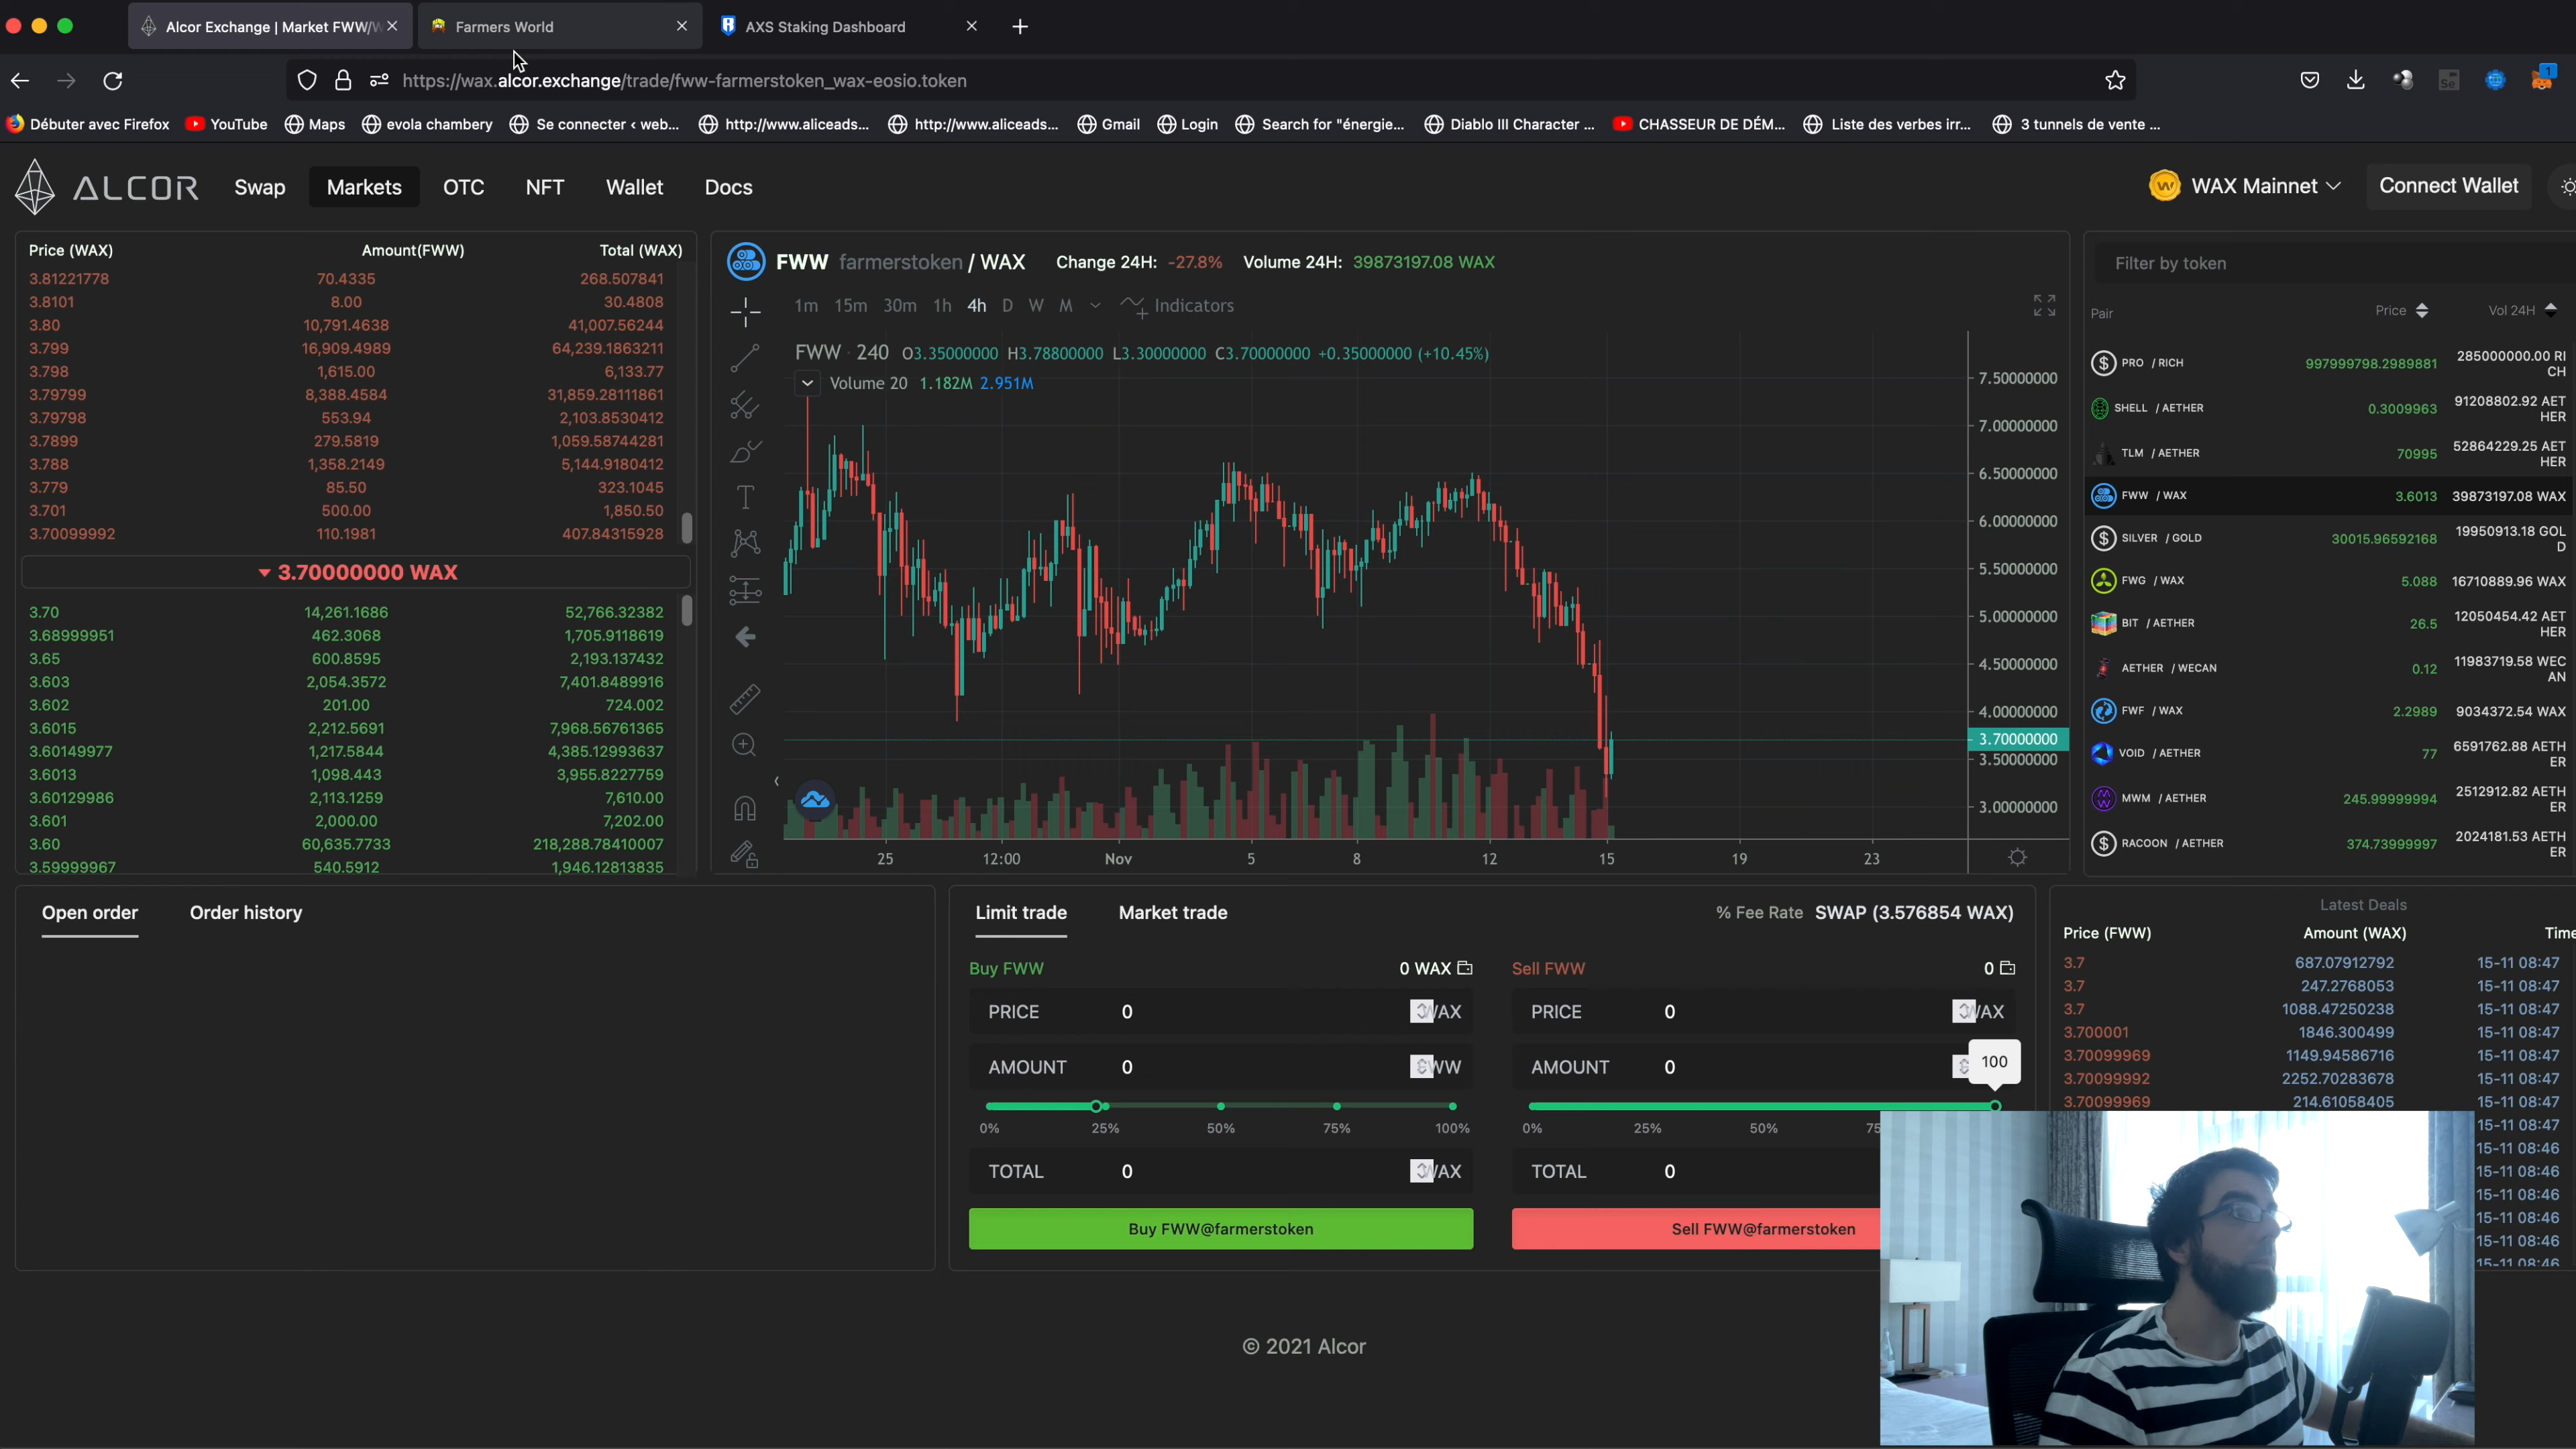 Alcor Exchange | Market FWW/W
Farmers World
AXS Staking Dashboard
https://wax.alcor.exchange/trade/fww-farmerstoken_wax-eosio.token
Se
1
Débuter avec Firefox
YouTube
Maps
evola chambery
Se connecter ‹ web...
http://www.aliceads...
http://www.aliceads...
Gmail
Login
Search for "énergie...
Diablo III Character ...
CHASSEUR DE DÉM...
Liste des verbes irr...
3 tunnels de vente ...
ALCOR
Swap
Markets
OTC
NFT
Wallet
Docs
WAX Mainnet
Connect Wallet
Price (WAX) Amount(FWW) Total (WAX)
3.81221778 70.4335 268.507841
3.8101 8.00 30.4808
3.80 10,791.4638 41,007.56244
3.799 16,909.4989 64,239.1863211
3.798 1,615.00 6,133.77
3.79799 8,388.4584 31,859.28111861
3.79798 553.94 2,103.8530412
3.7899 279.5819 1,059.58744281
3.788 1,358.2149 5,144.9180412
3.779 85.50 323.1045
3.701 500.00 1,850.50
3.70099992 110.1981 407.84315928
3.70000000 WAX
3.70 14,261.1686 52,766.32382
3.68999951 462.3068 1,705.9118619
3.65 600.8595 2,193.137432
3.603 2,054.3572 7,401.8489916
3.602 201.00 724.002
3.6015 2,212.5691 7,968.56761365
3.60149977 1,217.5844 4,385.12993637
3.6013 1,098.443 3,955.8227759
3.60129986 2,113.1259 7,610.00
3.601 2,000.00 7,202.00
3.60 60,635.7733 218,288.78410007
3.59999967 540.5912 1,946.12813835
FWW farmerstoken / WAX Change 24H: -27.8% Volume 24H: 39873197.08 WAX
1m 15m 30m 1h 4h D W M Indicators
FWW · 240 O3.35000000 H3.78800000 L3.30000000 C3.70000000 +0.35000000 (+10.45%)
Volume 20 1.182M 2.951M
7.50000000
7.00000000
6.50000000
6.00000000
5.50000000
5.00000000
4.50000000
4.00000000
3.70000000
3.50000000
3.00000000
25 12:00 Nov 5 8 12 15 19 23
Filter by token
Pair Price Vol 24H
PRO / RICH 997999798.2989881 285000000.00 RI
CH
SHELL / AETHER 0.3009963 91208802.92 AET
HER
TLM / AETHER 70995 52864229.25 AET
HER
FWW / WAX 3.6013 39873197.08 WAX
SILVER / GOLD 30015.96592168 19950913.18 GOL
D
FWG / WAX 5.088 16710889.96 WAX
BIT / AETHER 26.5 12050454.42 AET
HER
AETHER / WECAN 0.12 11983719.58 WEC
AN
FWF / WAX 2.2989 9034372.54 WAX
VOID / AETHER 77 6591762.88 AETH
ER
MWM / AETHER 245.99999994 2512912.82 AETH
ER
RACOON / AETHER 374.73999997 2024181.53 AETH
ER
Open order Order history
Limit trade Market trade % Fee Rate SWAP (3.576854 WAX)
Buy FWW 0 WAX
PRICE 0 WAX
AMOUNT 0 FWW
0% 25% 50% 75% 100%
TOTAL 0 WAX
Buy FWW@farmerstoken
Sell FWW 0
PRICE 0 WAX
AMOUNT 0
100
0% 25% 50%
TOTAL 0
Sell FWW@farmerstoken
Latest Deals
Price (FWW) Amount (WAX) Time
3.7 687.07912792 15-11 08:47
3.7 247.2768053 15-11 08:47
3.7 1088.47250238 15-11 08:47
3.700001 1846.300499 15-11 08:47
3.70099969 1149.94586716 15-11 08:47
3.70099992 2252.70283678 15-11 08:47
3.70099969 214.61058405 15-11 08:47
15-11 08:47
15-11 08:46
15-11 08:46
15-11 08:46
15-11 08:46
15-11 08:46
15-11 08:46
© 2021 Alcor